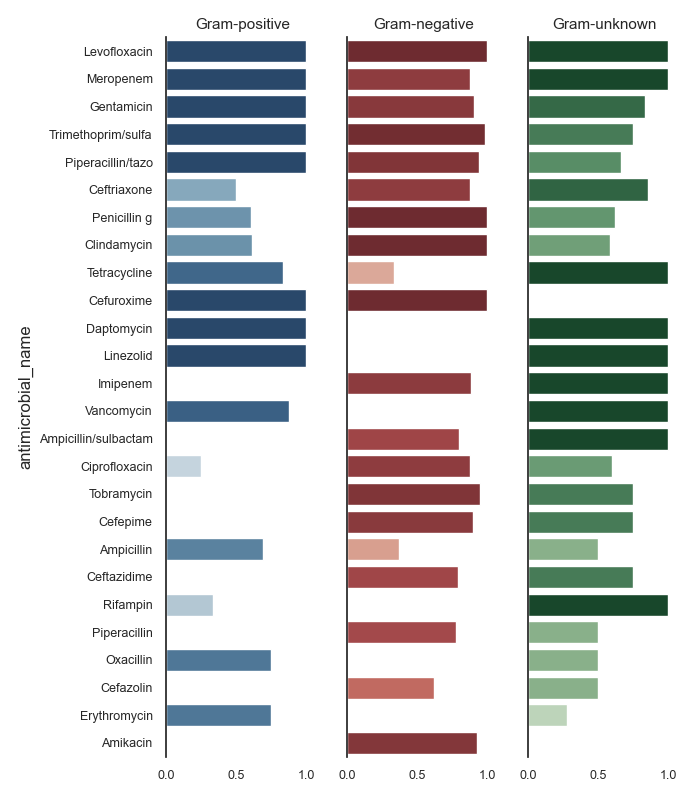 Gram-positive Gram-negative Gram-unknown
Levofloxacin
Meropenem
Gentamicin
Trimethoprim/sulfa
Piperacillin/tazo
Ceftriaxone
Penicillin g
Clindamycin
Tetracycline
Cefuroxime
Daptomycin
Linezolid
Imipenem
Vancomycin
Ampicillin/sulbactam
Ciprofloxacin
Tobramycin
Cefepime
Ampicillin
Ceftazidime
Rifampin
Piperacillin
Oxacillin
Cefazolin
Erythromycin
Amikacin
antimicrobial_name
0.0 0.5 1.0 0.0 0.5 1.0 0.0 0.5 1.0